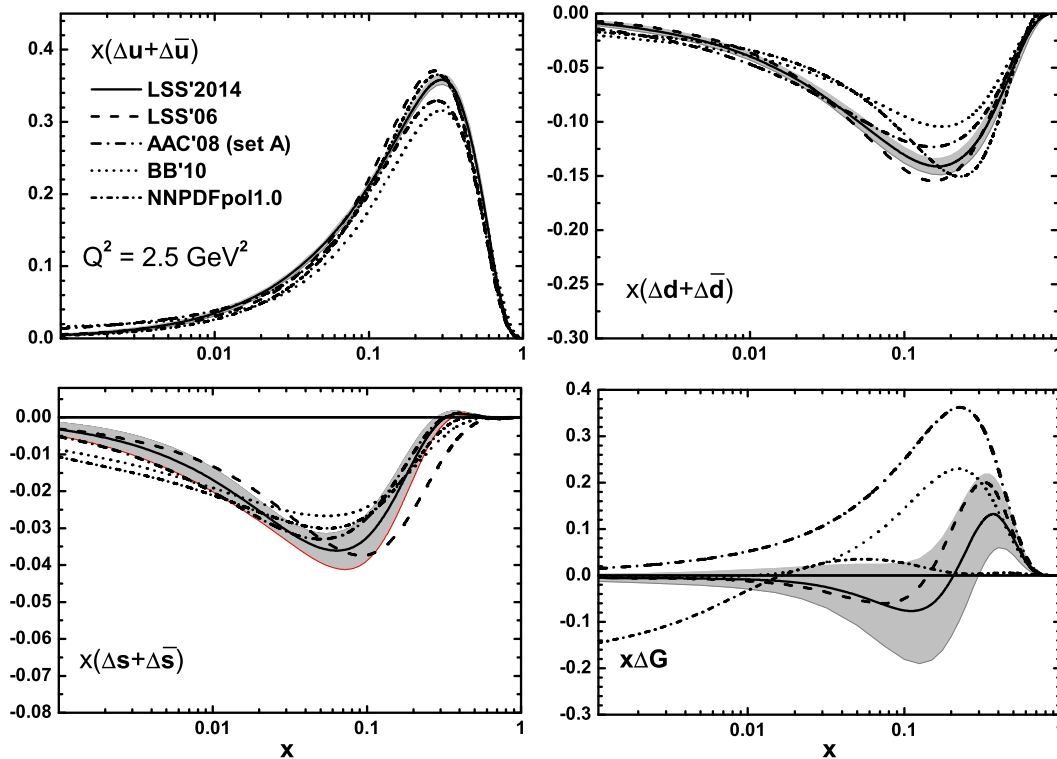 x(Δu+Δū)
LSS'2014
LSS'06
AAC'08 (set A)
BB'10
NNPDFpol1.0
Q² = 2.5 GeV²
0.4
0.3
0.2
0.1
0.0
0.01 0.1 1
0.00
-0.05
-0.10
-0.15
-0.20
-0.25
-0.30
x(Δd+Δd̄)
0.01 0.1 1
0.00
-0.01
-0.02
-0.03
-0.04
-0.05
-0.06
-0.07
-0.08
x(Δs+Δs̄)
0.01 0.1 1
x
0.4
0.3
0.2
0.1
0.0
-0.1
-0.2
-0.3
xΔG
0.01 0.1 1
x